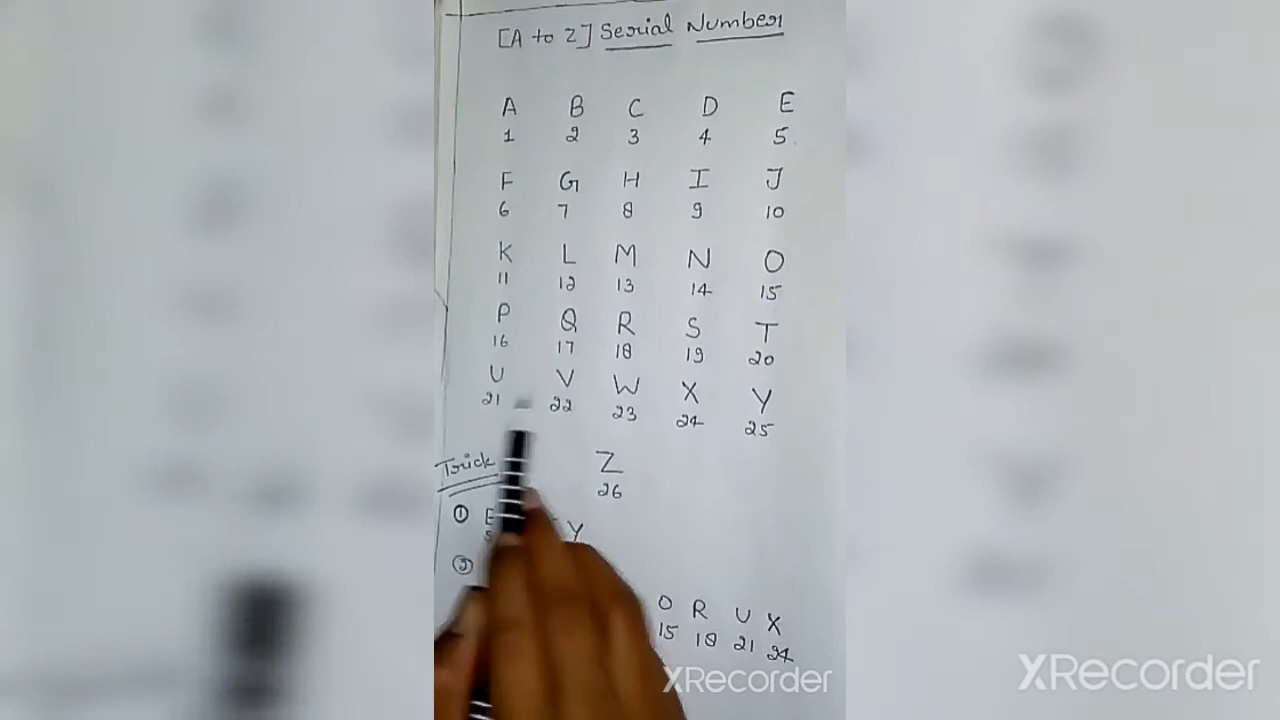 [A to Z] Serial Number
A B C D E
1 2 3 4 5
F G H I J
6 7 8 9 10
K L M N O
11 12 13 14 15
P Q R S T
16 17 18 19 20
U V W X Y
21 22 23 24 25
Trick
Z
26
① E Y
②
O R U X
15 18 21 24
XRecorder
XRecorder